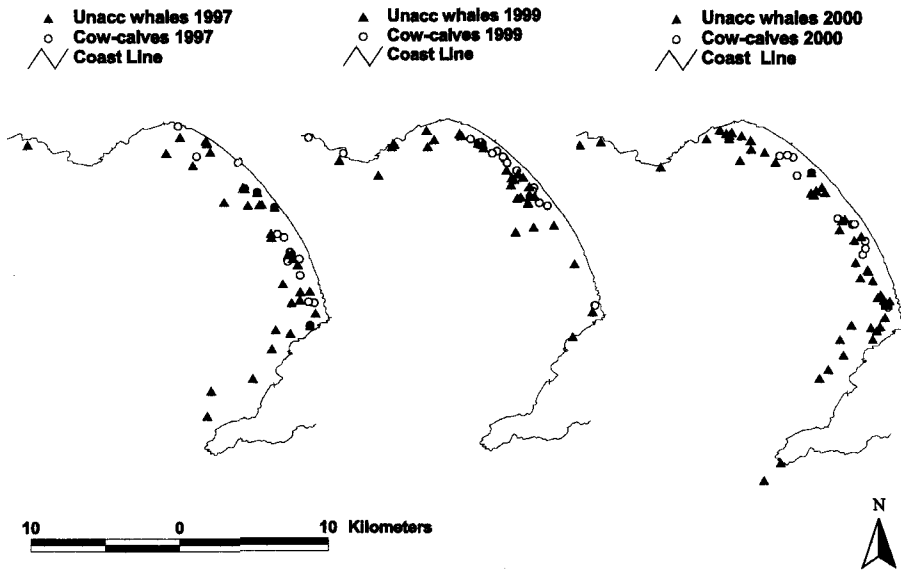 Unacc whales 1997
Cow-calves 1997
Coast Line
Unacc whales 1999
Cow-calves 1999
Coast Line
Unacc whales 2000
Cow-calves 2000
Coast Line
10 0 10 Kilometers
N